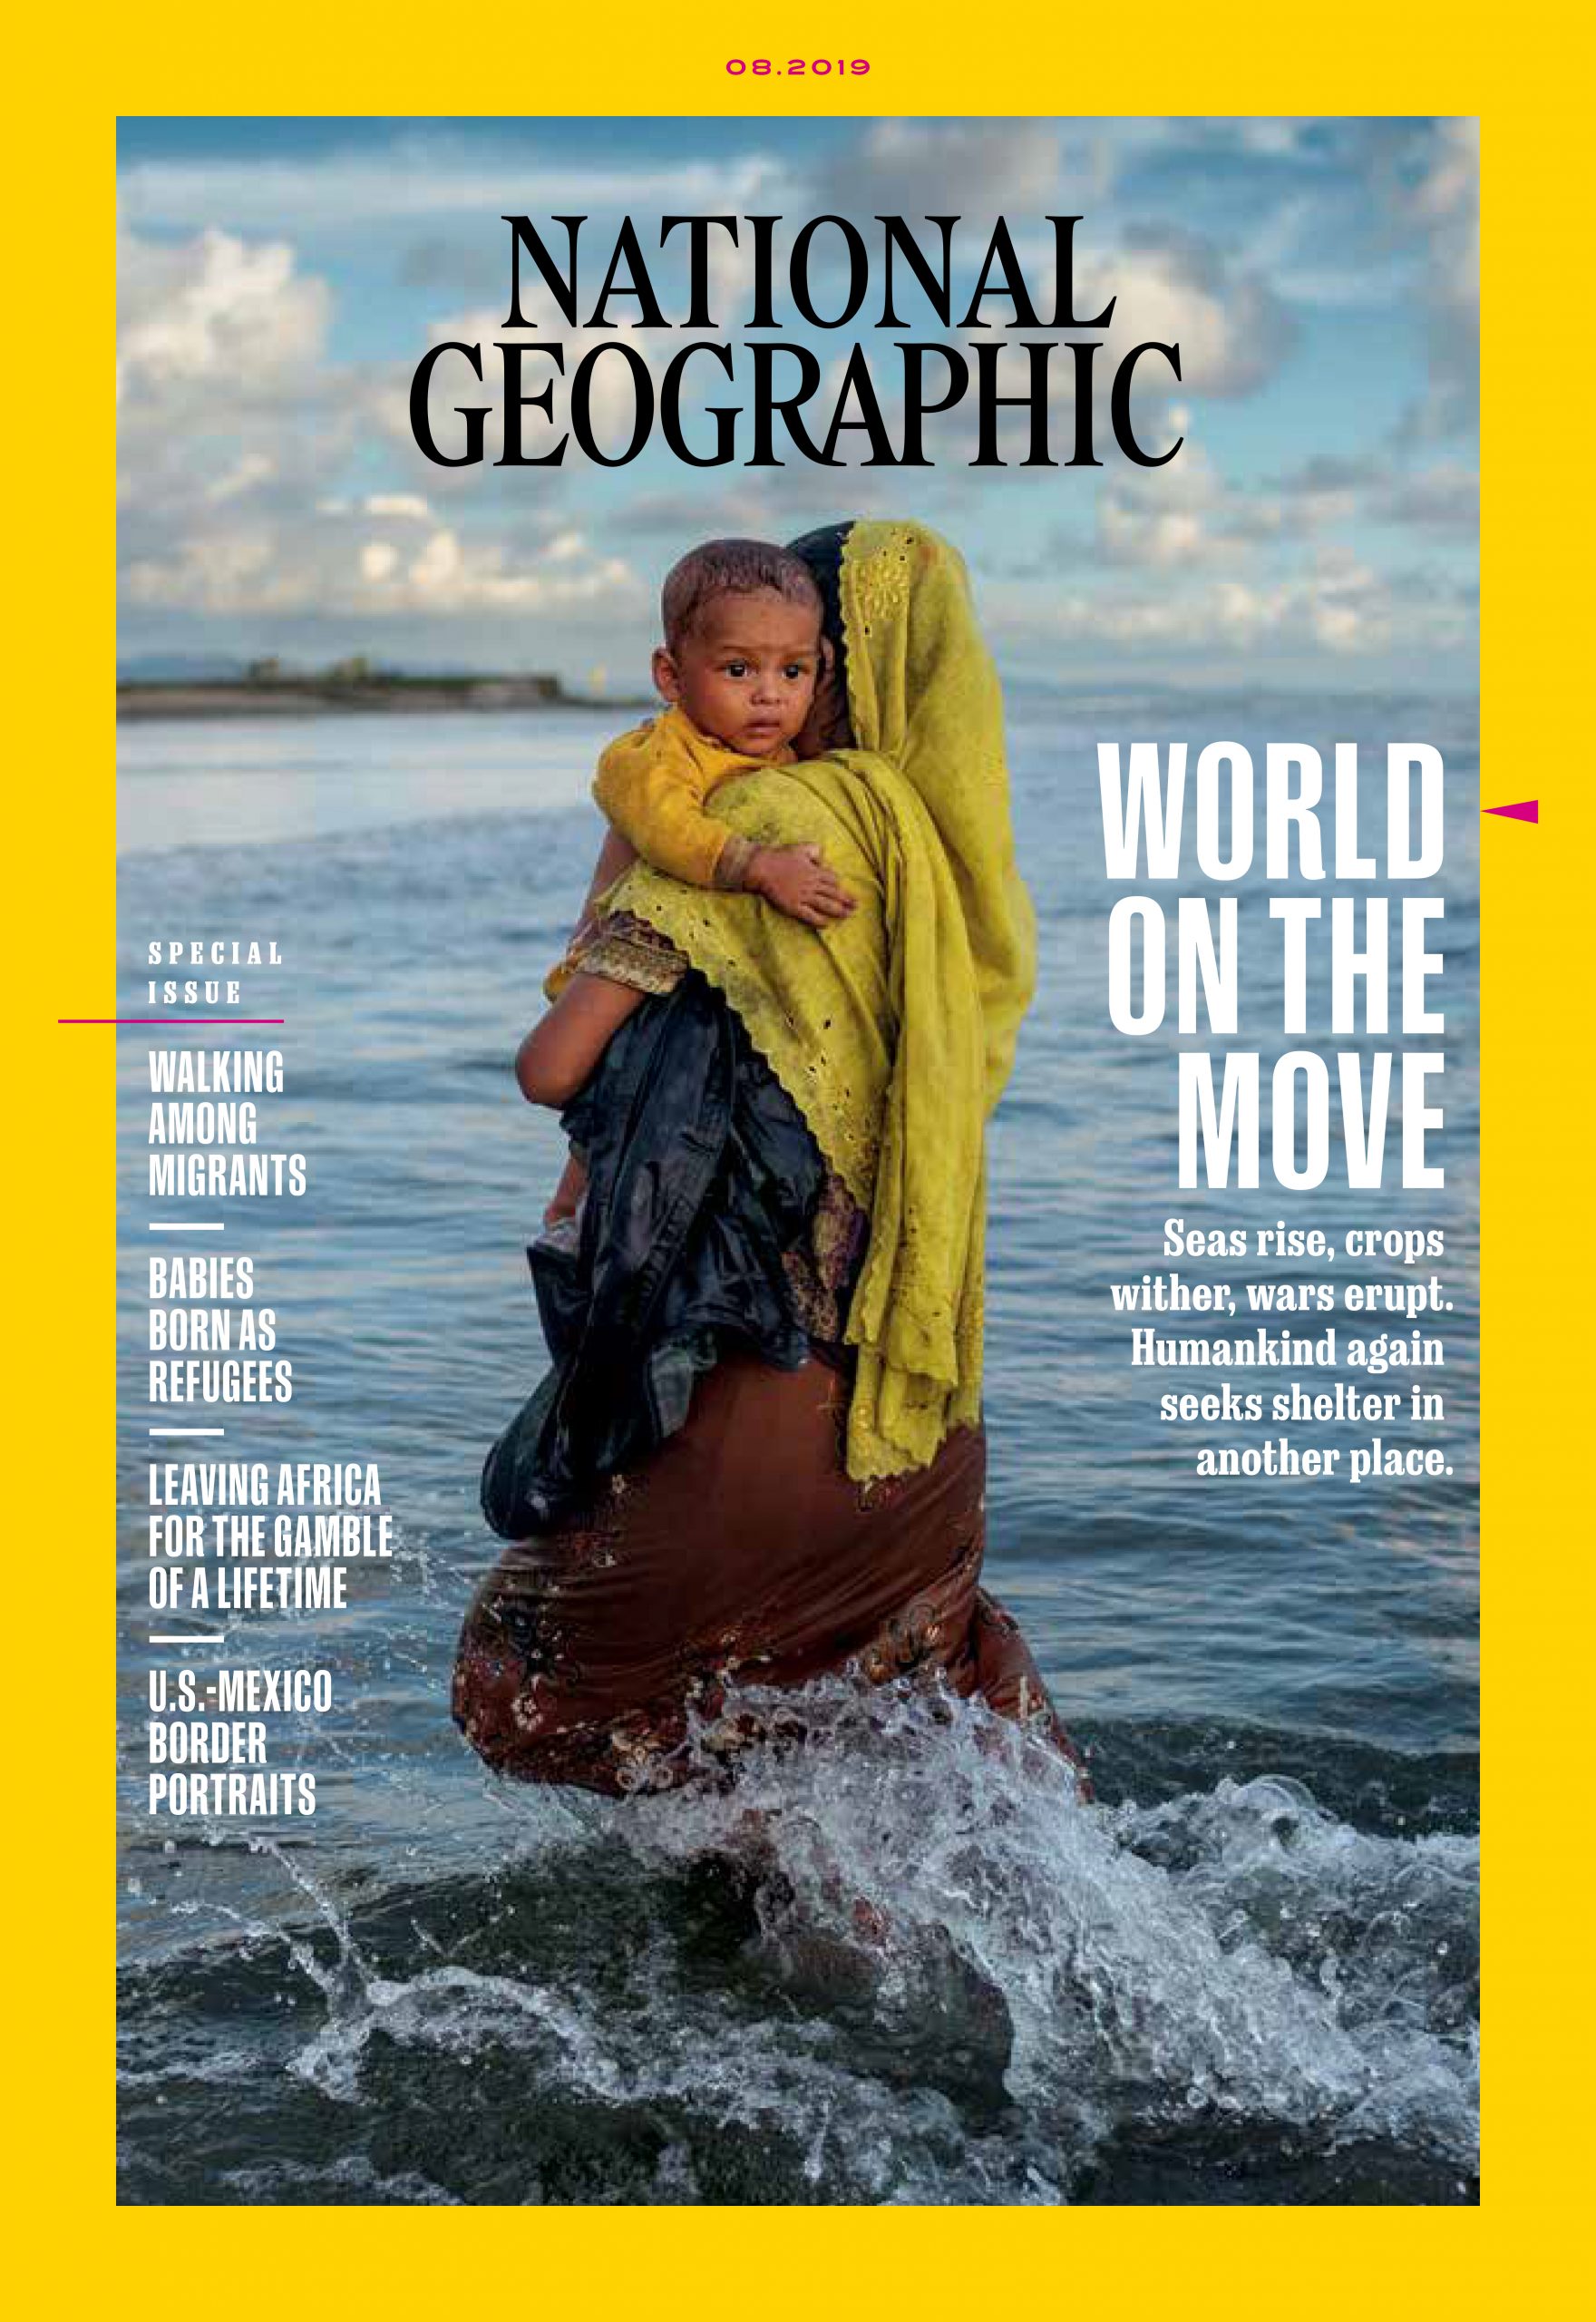 08.2019
NATIONAL
GEOGRAPHIC
WORLD
ON THE
MOVE
Seas rise, crops
wither, wars erupt.
Humankind again
seeks shelter in
another place.
SPECIAL
ISSUE
WALKING
AMONG
MIGRANTS
BABIES
BORN AS
REFUGEES
LEAVING AFRICA
FOR THE GAMBLE
OF A LIFETIME
U.S.-MEXICO
BORDER
PORTRAITS